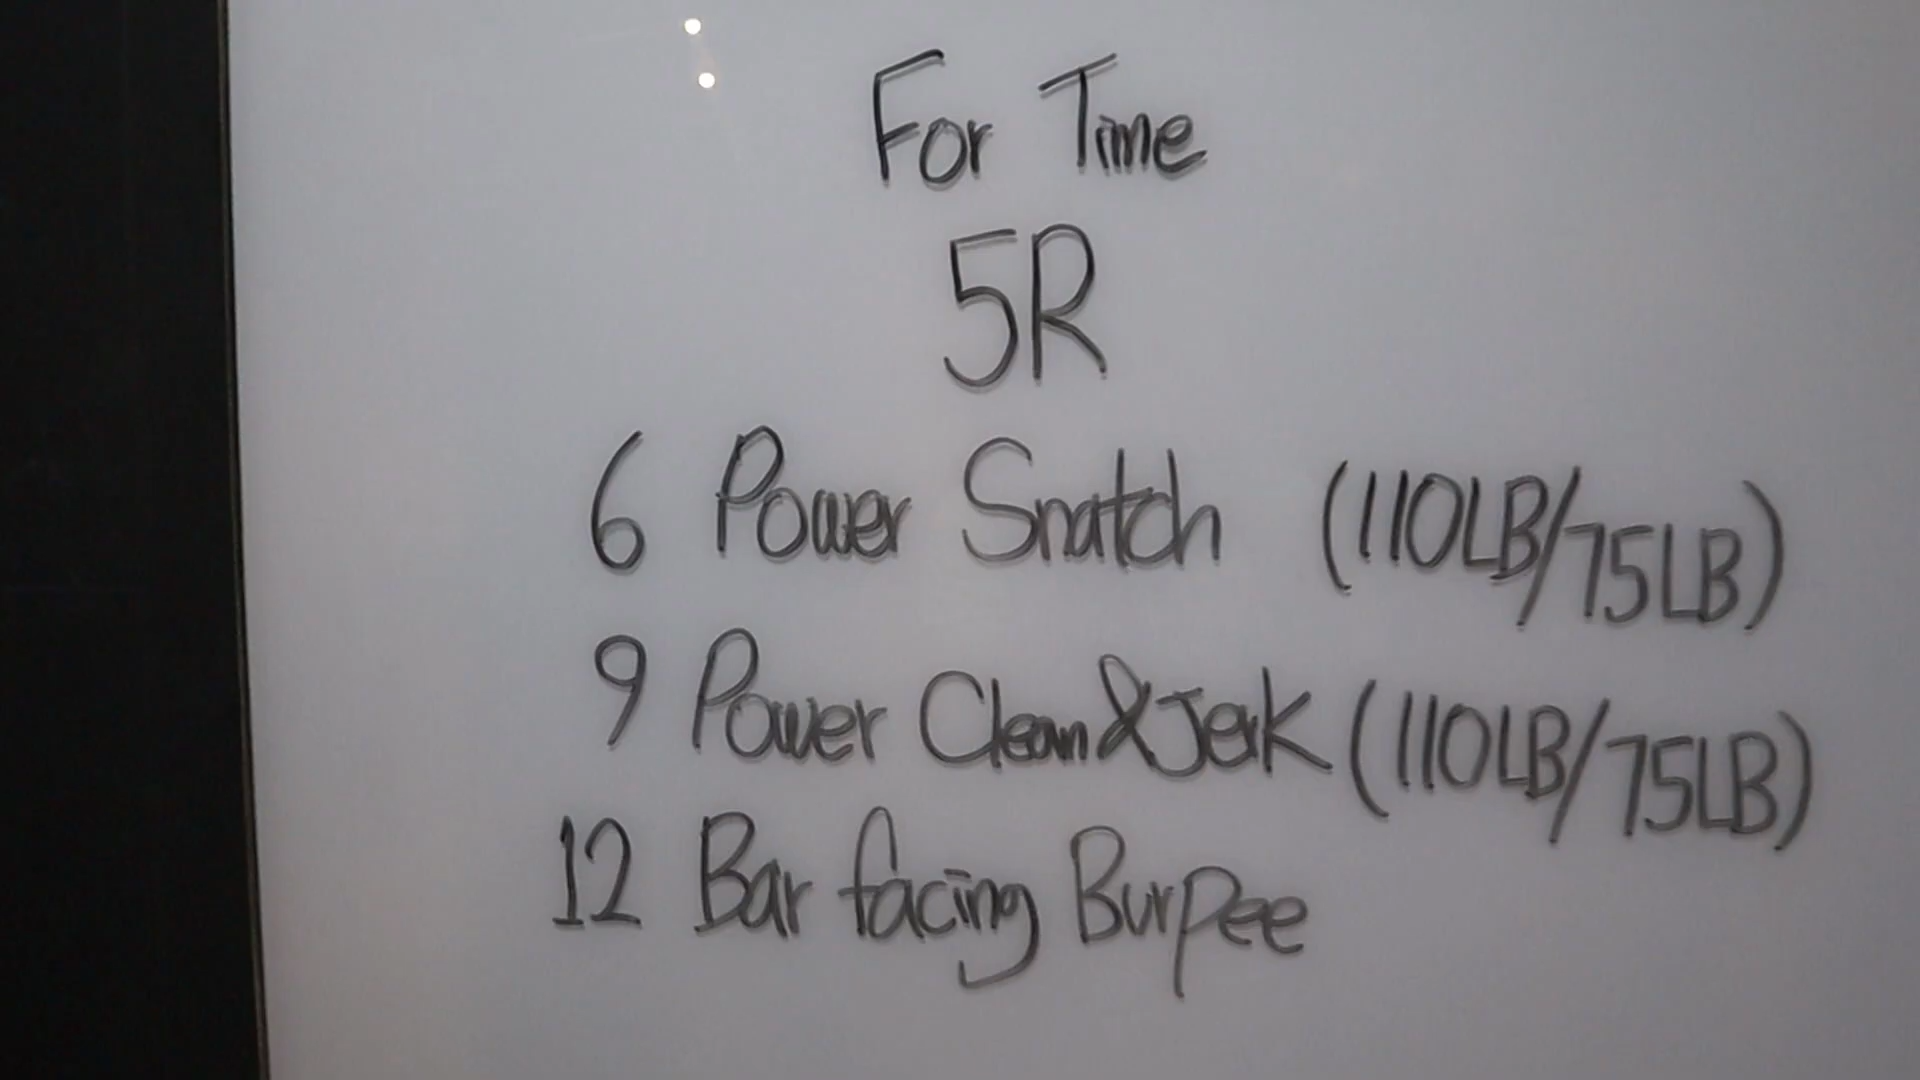 For Time
5R
6 Power Snatch (110LB/75LB)
9 Power Clean&Jerk (110LB/75LB)
12 Bar facing Burpee